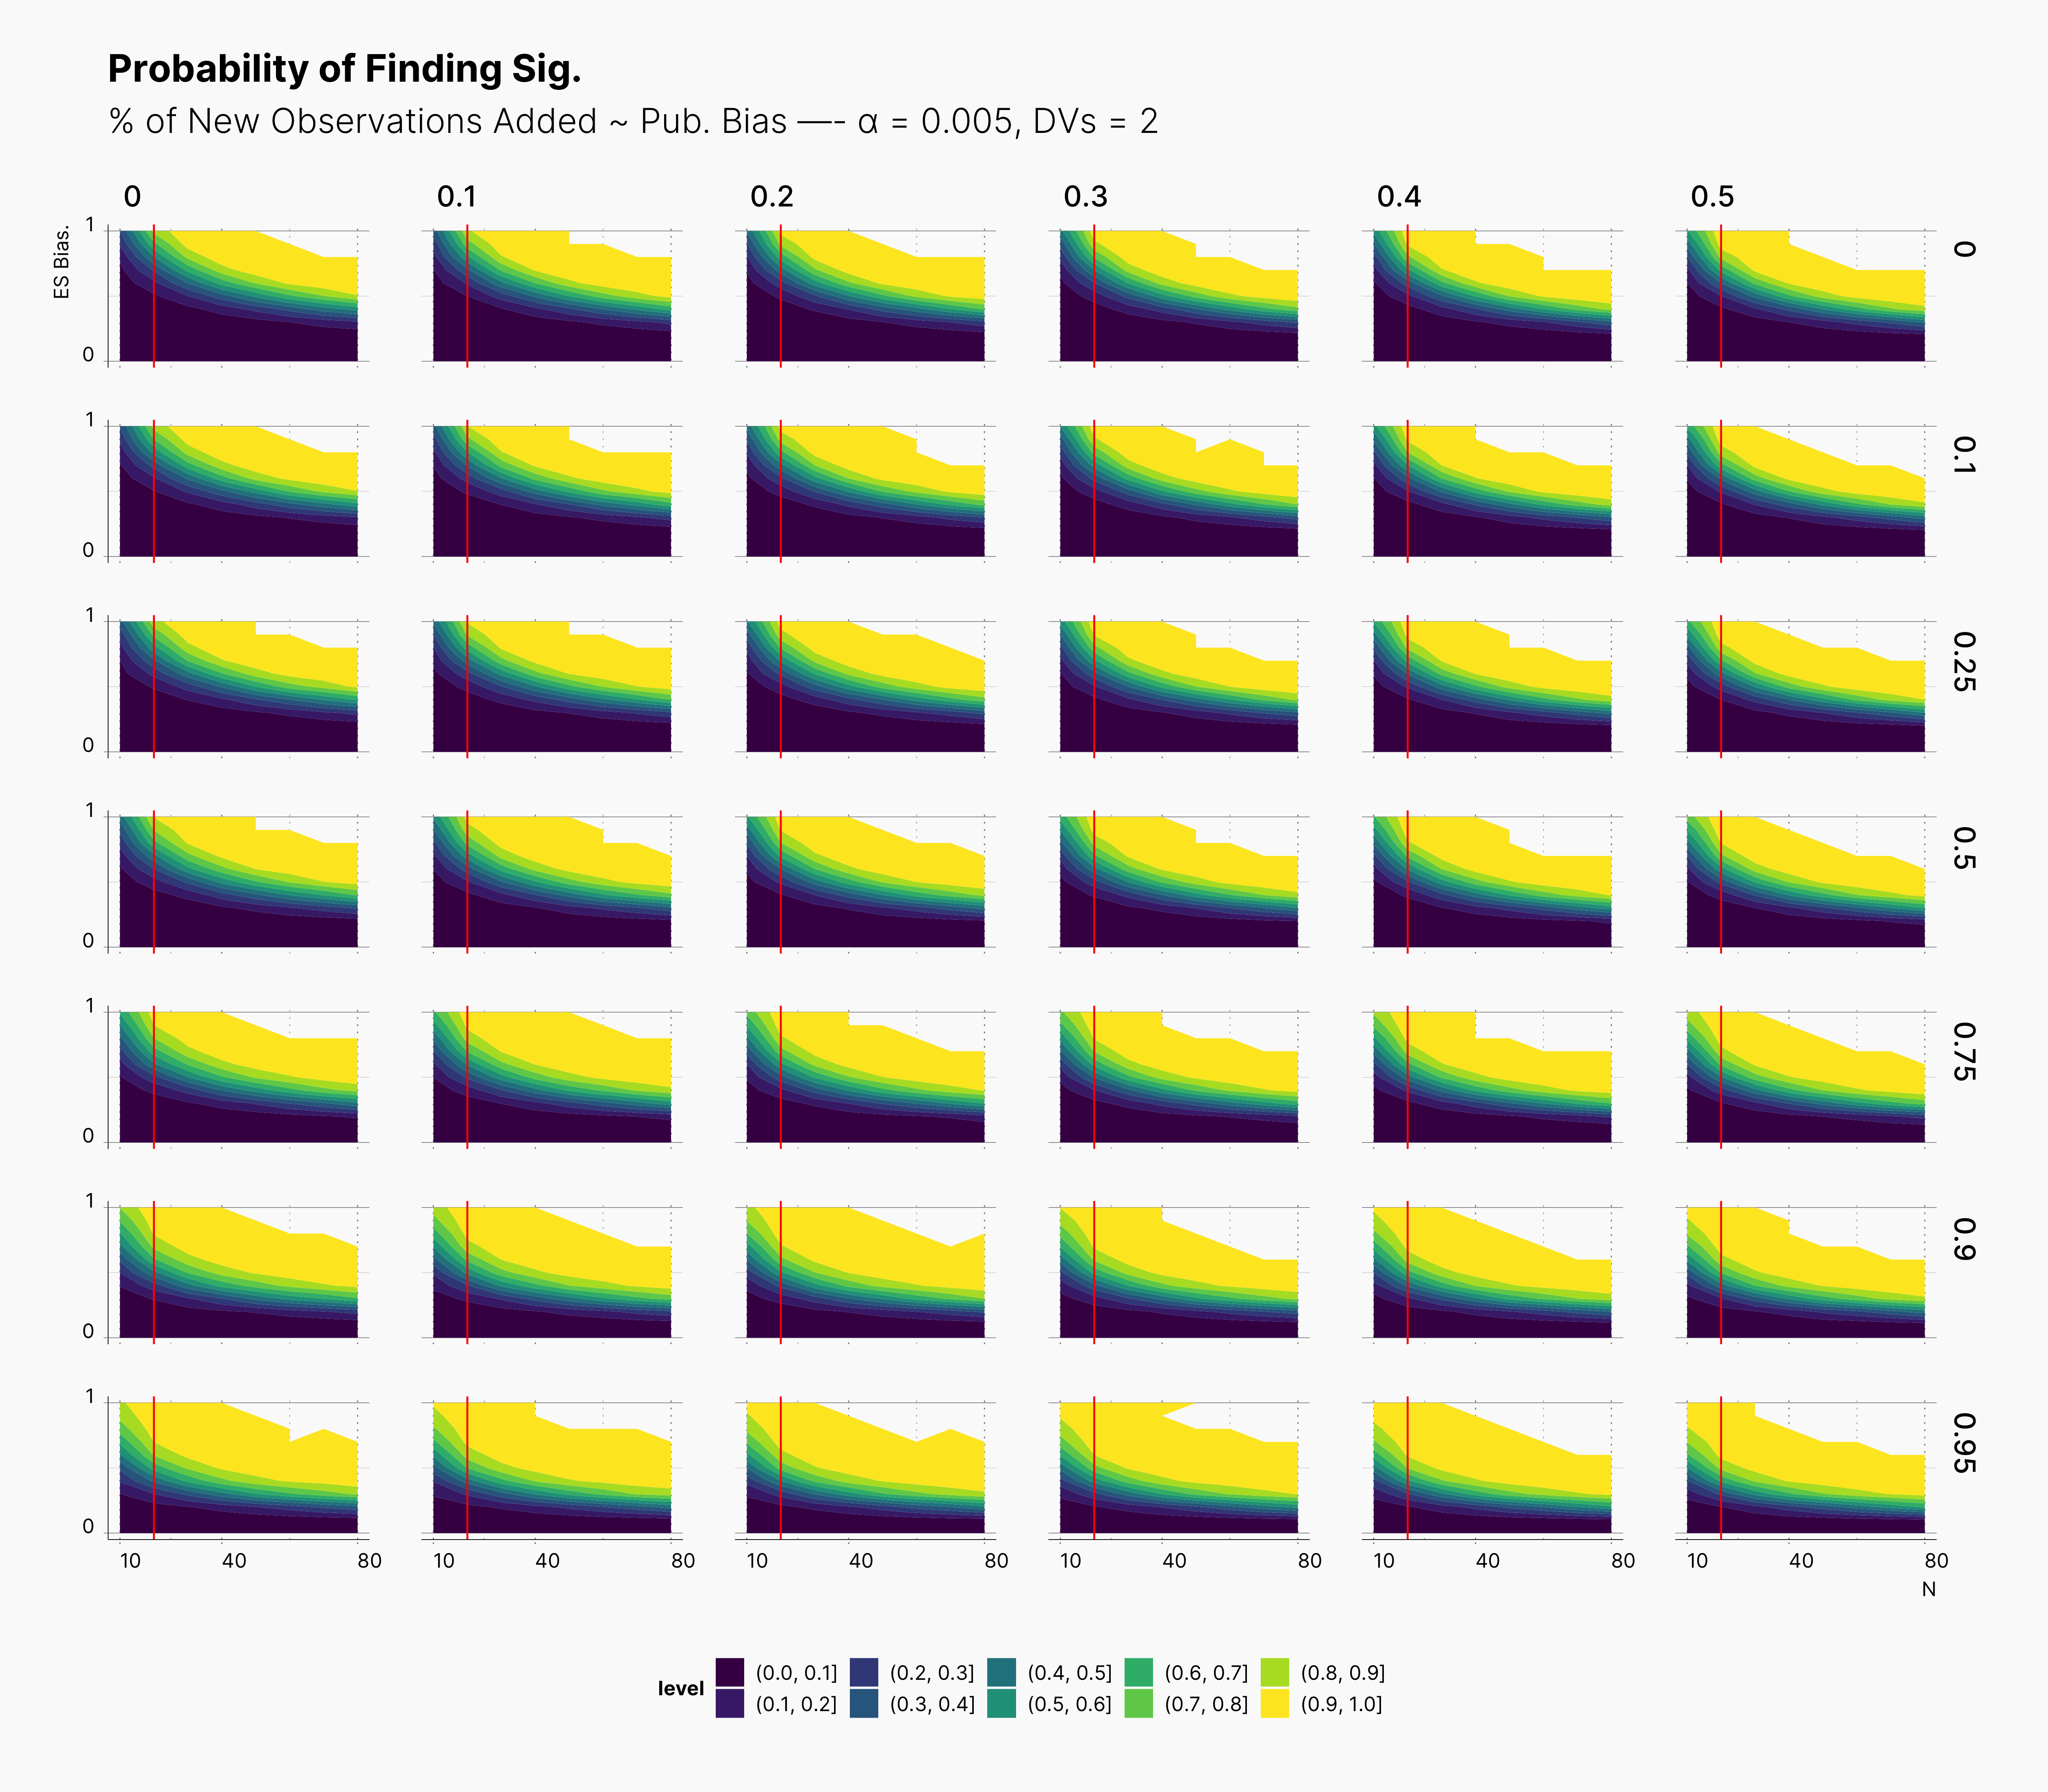 Probability of Finding Sig.
% of New Observations Added ~ Pub. Bias —- α = 0.005, DVs = 2
0 0.1 0.2 0.3 0.4 0.5
ES Bias.
1
0
0
1
0
0.1
1
0
0.25
1
0
0.5
1
0
0.75
1
0
0.9
1
0
0.95
10 40 80 10 40 80 10 40 80 10 40 80 10 40 80 10 40 80
N
level
(0.0, 0.1] (0.2, 0.3] (0.4, 0.5] (0.6, 0.7] (0.8, 0.9]
(0.1, 0.2] (0.3, 0.4] (0.5, 0.6] (0.7, 0.8] (0.9, 1.0]